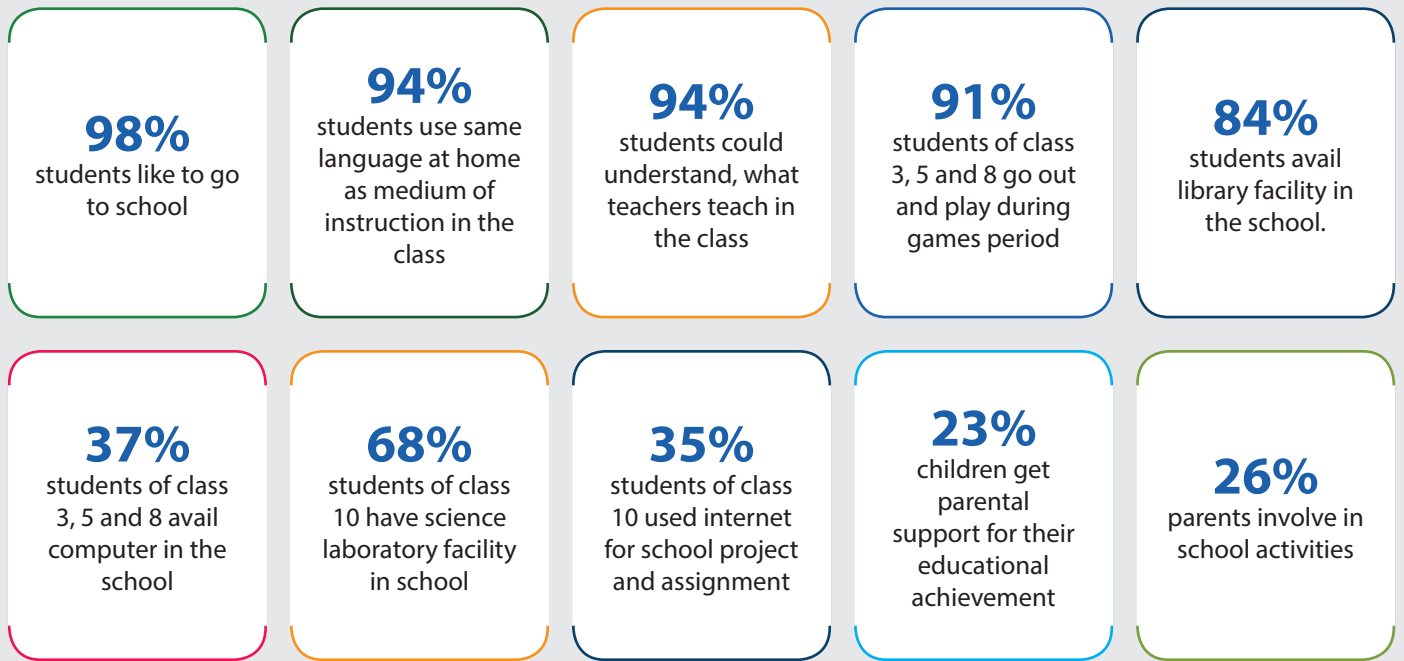 98%
students like to go
to school
94%
students use same
language at home
as medium of
instruction in the
class
94%
students could
understand, what
teachers teach in
the class
91%
students of class
3, 5 and 8 go out
and play during
games period
84%
students avail
library facility in
the school.
37%
students of class
3, 5 and 8 avail
computer in the
school
68%
students of class
10 have science
laboratory facility
in school
35%
students of class
10 used internet
for school project
and assignment
23%
children get
parental
support for their
educational
achievement
26%
parents involve in
school activities